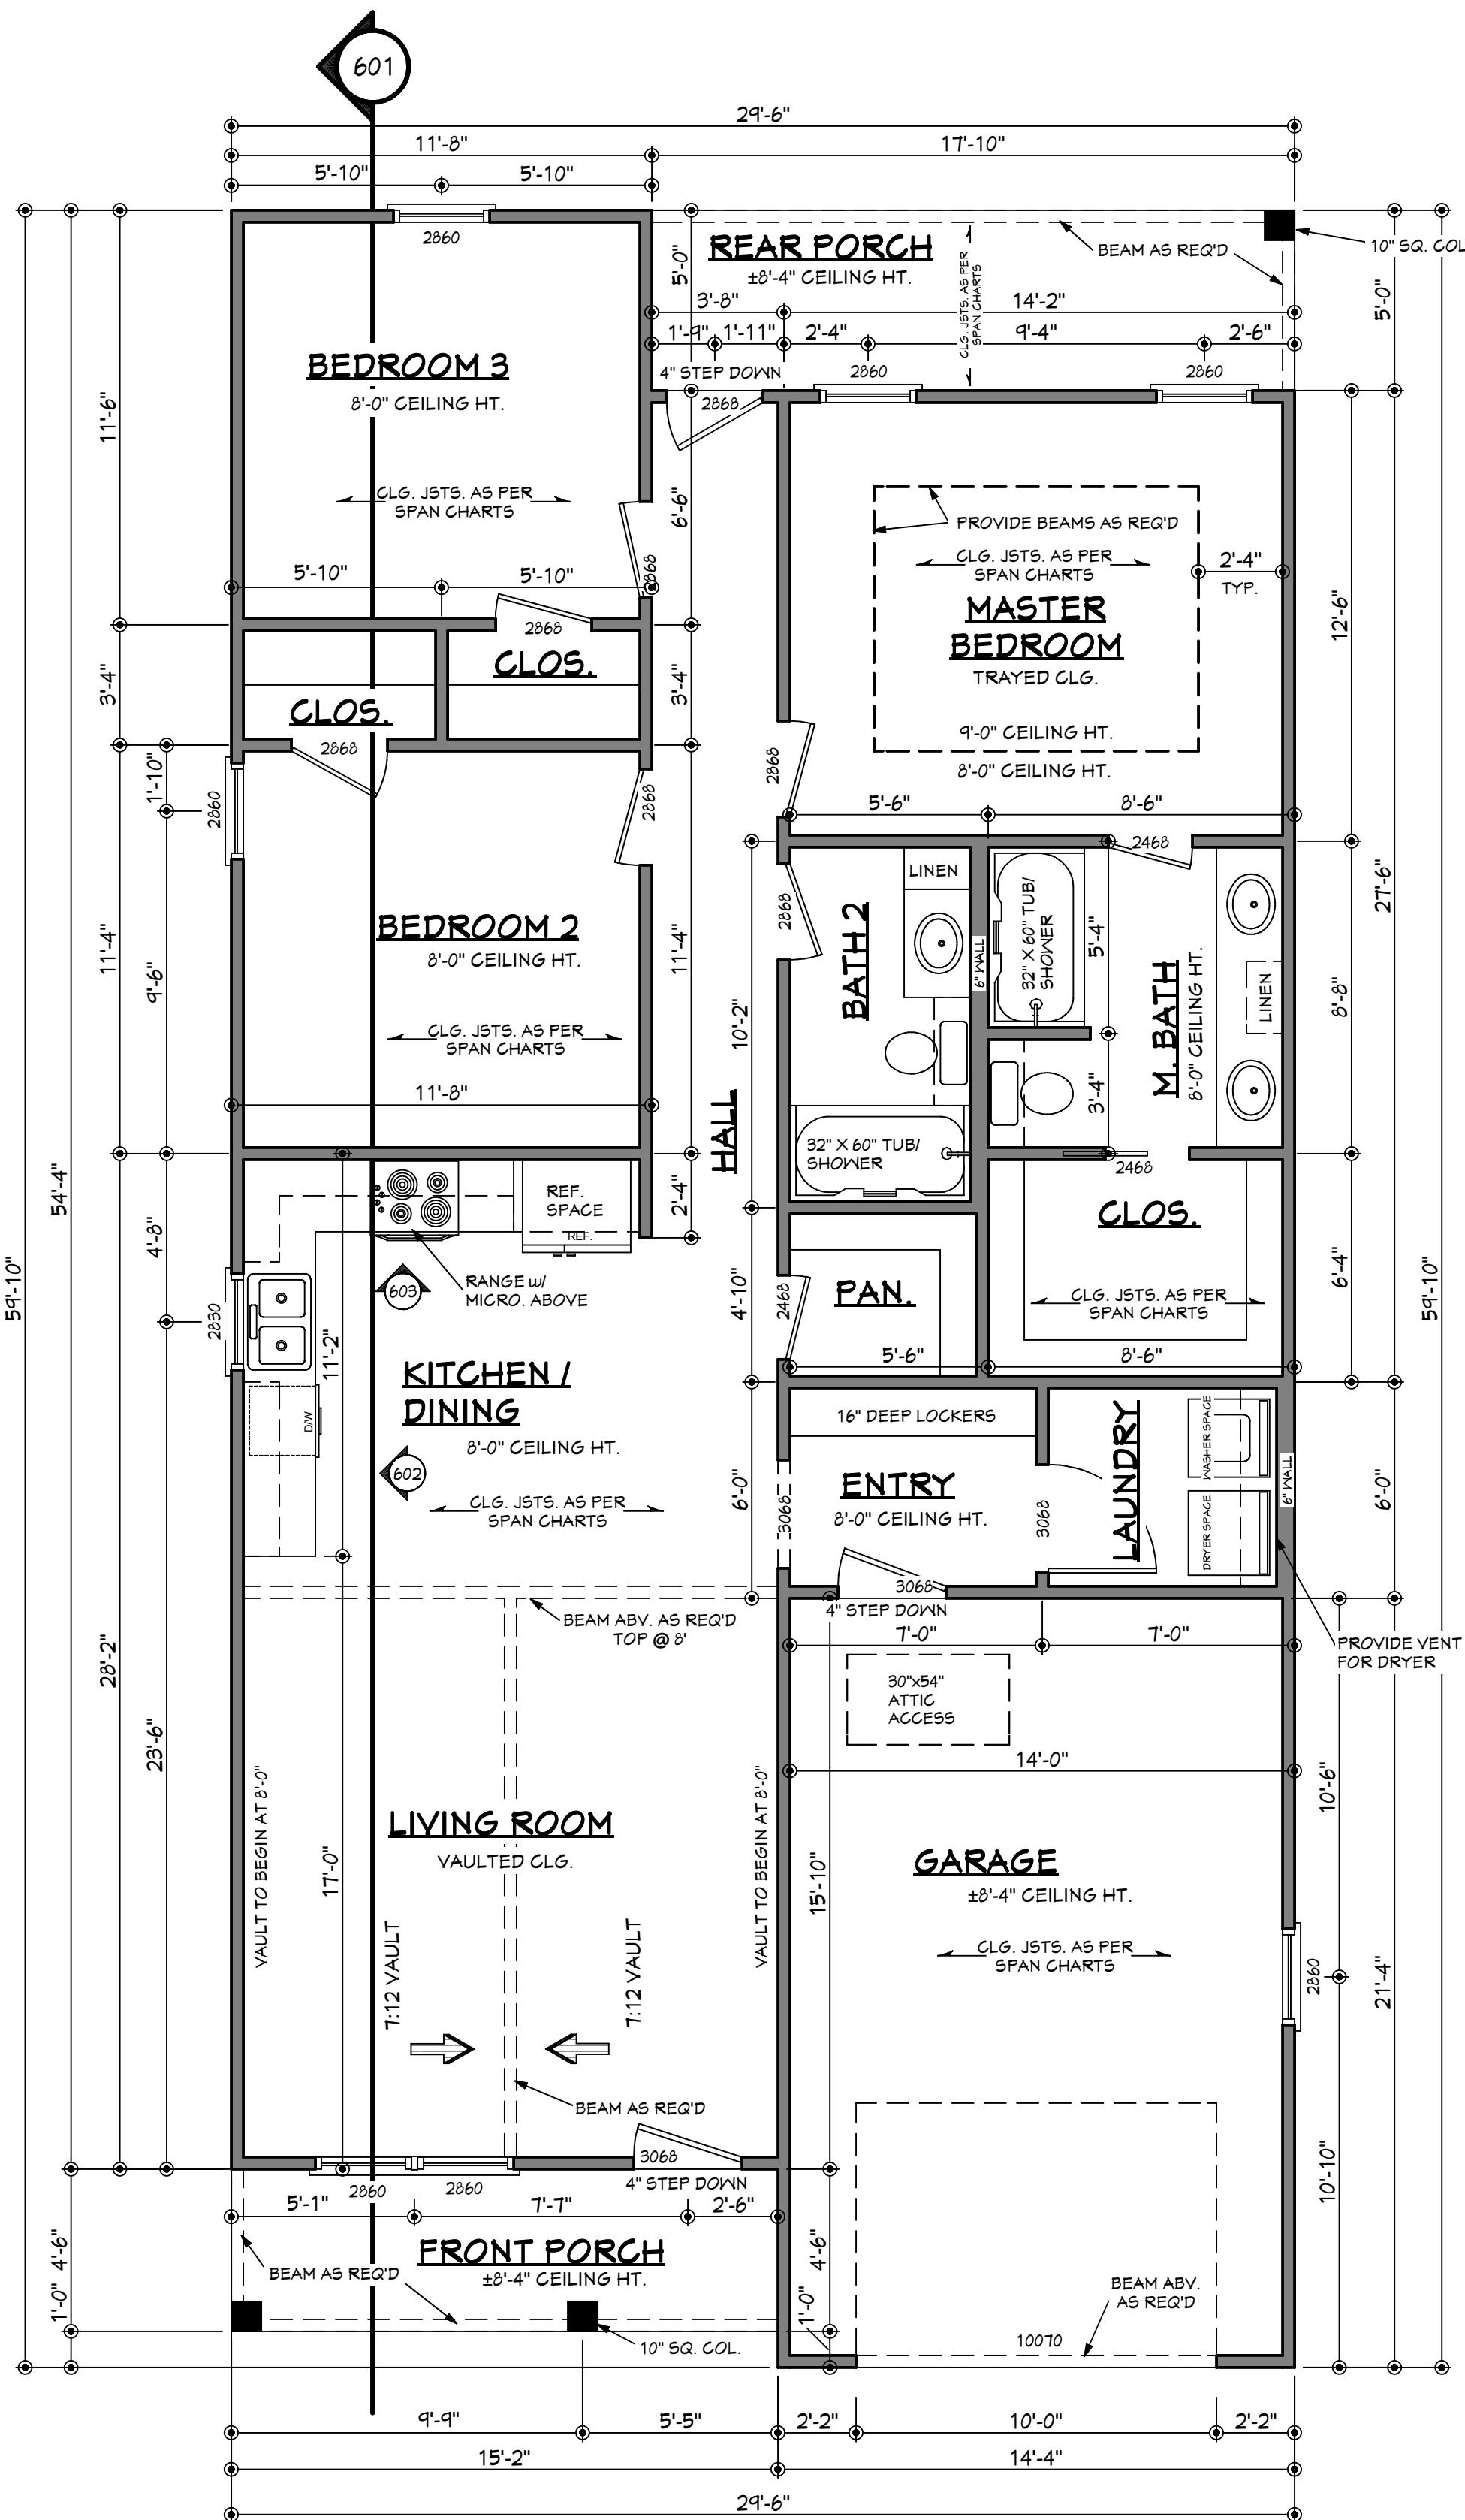 601
29'-6"
11'-8"
17'-10"
5'-10"
5'-10"
2860
REAR PORCH
±8'-4" CEILING HT.
BEAM AS REQ'D
10" SQ. COL
5'-0"
CLG. JSTS. AS PER
SPAN CHARTS
5'-0"
3'-8"
14'-2"
1'-9"
1'-11"
2'-4"
9'-4"
2'-6"
4" STEP DOWN
2860
2860
2868
BEDROOM 3
8'-0" CEILING HT.
11'-6"
CLG. JSTS. AS PER
SPAN CHARTS
6'-6"
2868
5'-10"
5'-10"
2868
CLOS.
CLOS.
2868
3'-4"
3'-4"
PROVIDE BEAMS AS REQ'D
CLG. JSTS. AS PER
SPAN CHARTS
2'-4"
TYP.
MASTER
BEDROOM
TRAYED CLG.
9'-0" CEILING HT.
8'-0" CEILING HT.
12'-6"
27'-6"
2868
5'-6"
8'-6"
2468
1'-10"
2860
2868
BEDROOM 2
8'-0" CEILING HT.
11'-4"
9'-6"
11'-4"
CLG. JSTS. AS PER
SPAN CHARTS
11'-8"
10'-2"
HALL
2868
BATH 2
LINEN
6" WALL
32" X 60" TUB/
SHOWER
5'-4"
3'-4"
M. BATH
8'-0" CEILING HT.
LINEN
8'-8"
32" X 60" TUB/
SHOWER
2468
54'-4"
59'-10"
4'-8"
2'-4"
REF.
SPACE
REF.
RANGE w/
MICRO. ABOVE
603
2830
11'-2"
D/W
KITCHEN /
DINING
8'-0" CEILING HT.
602
CLG. JSTS. AS PER
SPAN CHARTS
4'-10"
2468
PAN.
5'-6"
CLOS.
CLG. JSTS. AS PER
SPAN CHARTS
8'-6"
6'-4"
59'-10"
6'-0"
3068
16" DEEP LOCKERS
ENTRY
8'-0" CEILING HT.
3068
LAUNDRY
WASHER SPACE
DRYER SPACE
6" WALL
6'-0"
3068
4" STEP DOWN
PROVIDE VENT
FOR DRYER
BEAM ABV. AS REQ'D
TOP @ 8'
7'-0"
7'-0"
30"x54"
ATTIC
ACCESS
14'-0"
28'-2"
23'-6"
17'-0"
VAULT TO BEGIN AT 8'-0"
LIVING ROOM
VAULTED CLG.
VAULT TO BEGIN AT 8'-0"
7:12 VAULT
7:12 VAULT
BEAM AS REQ'D
15'-10"
GARAGE
±8'-4" CEILING HT.
CLG. JSTS. AS PER
SPAN CHARTS
10'-6"
2860
21'-4"
10'-10"
3068
4" STEP DOWN
2860
2860
5'-1"
7'-7"
2'-6"
FRONT PORCH
±8'-4" CEILING HT.
BEAM AS REQ'D
10" SQ. COL.
4'-6"
1'-0"
4'-6"
1'-0"
BEAM ABV.
AS REQ'D
10070
9'-9"
5'-5"
2'-2"
10'-0"
2'-2"
15'-2"
14'-4"
29'-6"